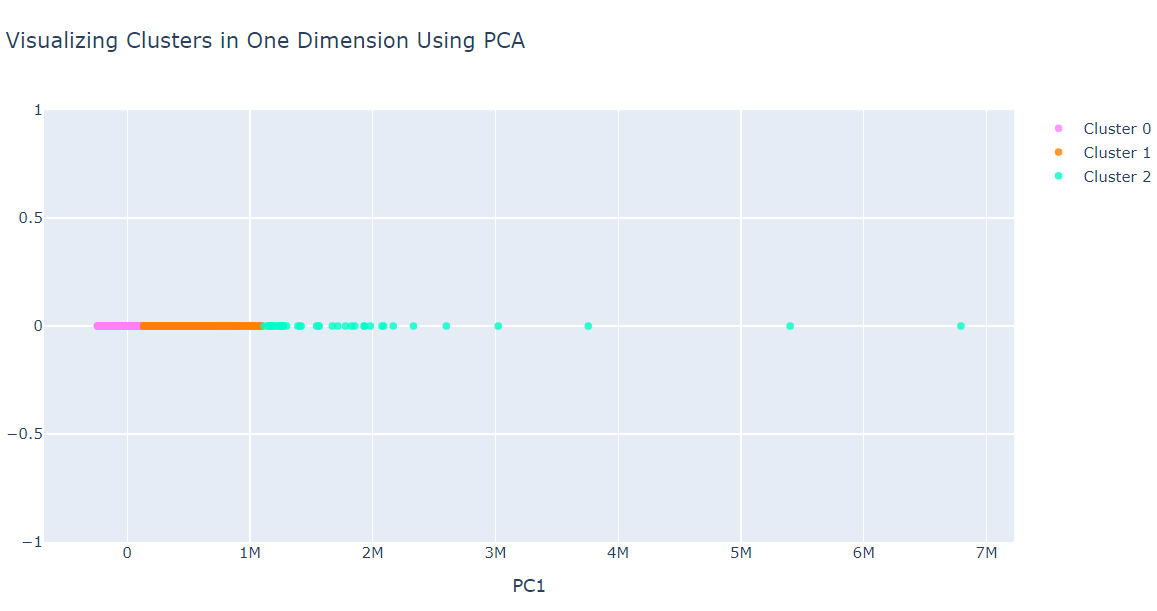 Visualizing Clusters in One Dimension Using PCA
Cluster 0
Cluster 1
Cluster 2
1
0.5
0
−0.5
−1
0 1M 2M 3M 4M 5M 6M 7M
PC1